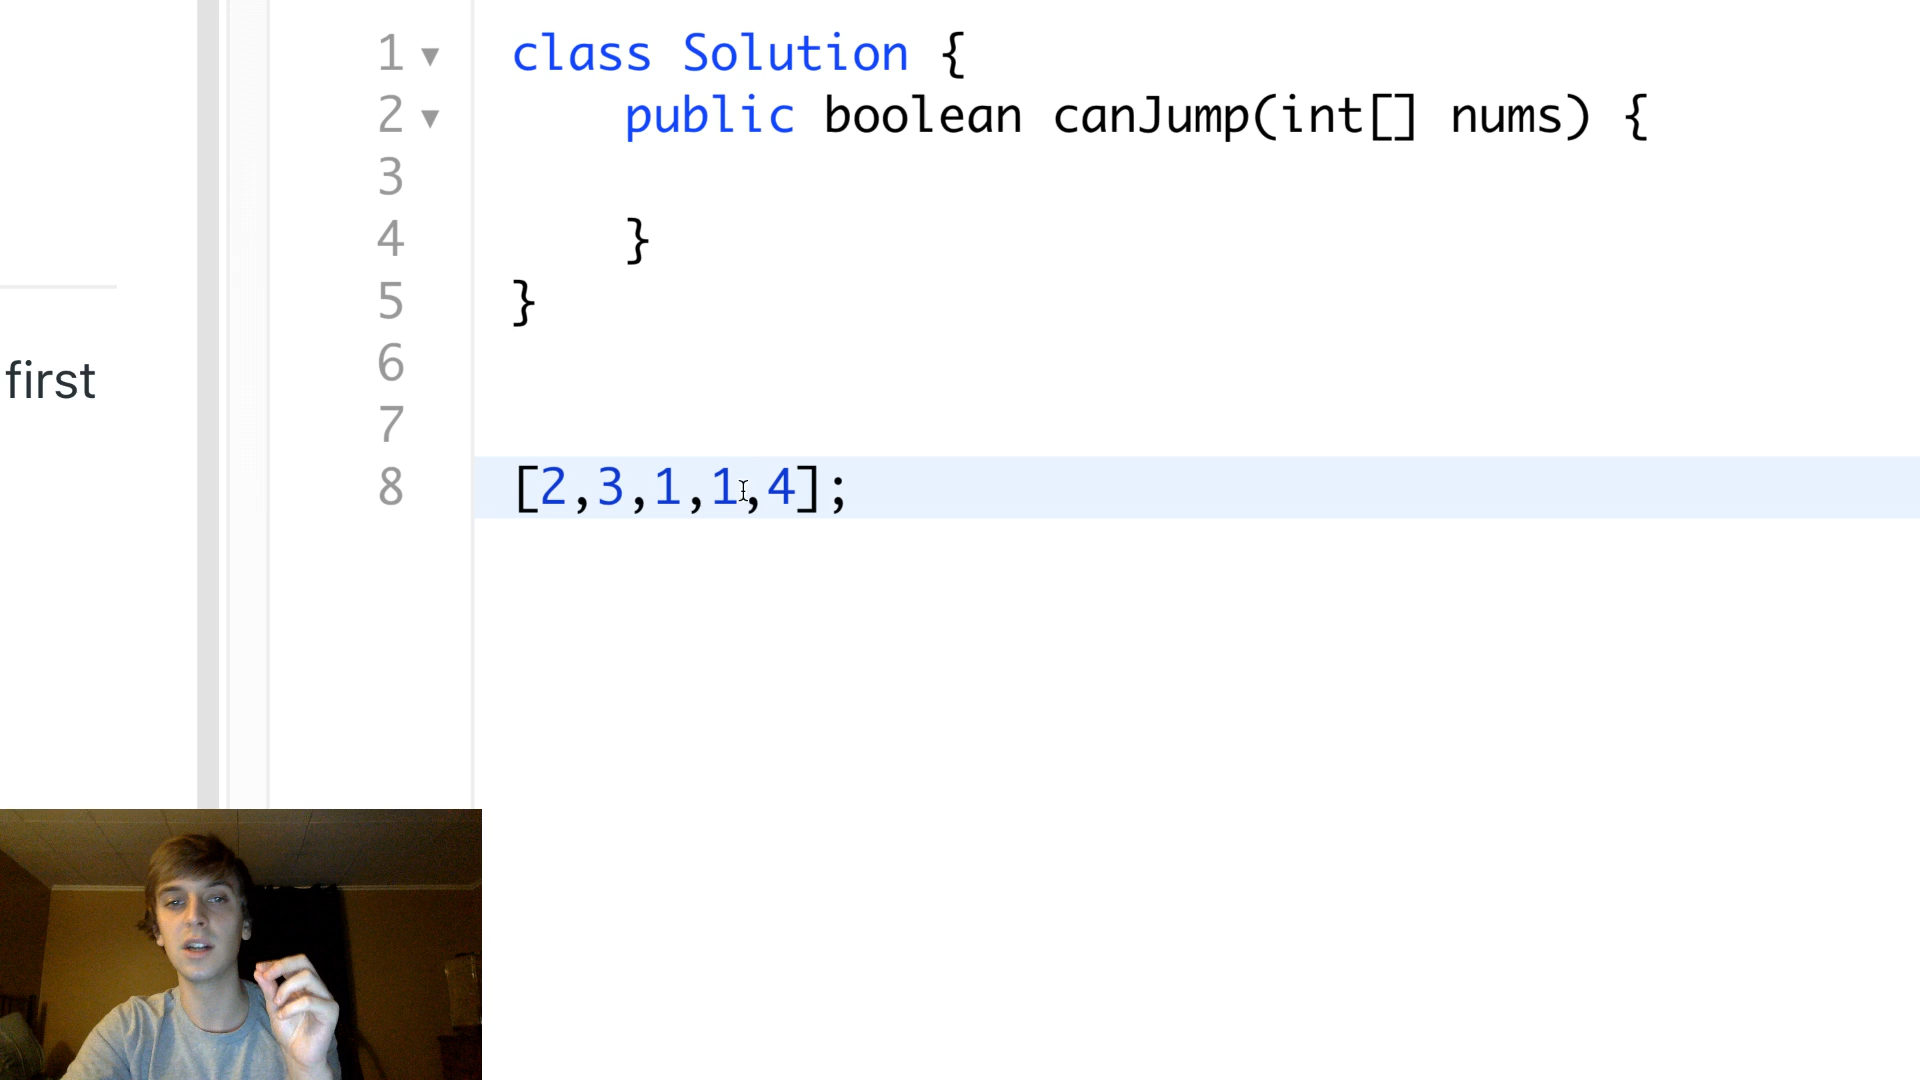 1 class Solution {
2 public boolean canJump(int[] nums) {
3
4 }
5 }
6
first
7
8 [2,3,1,1,4];